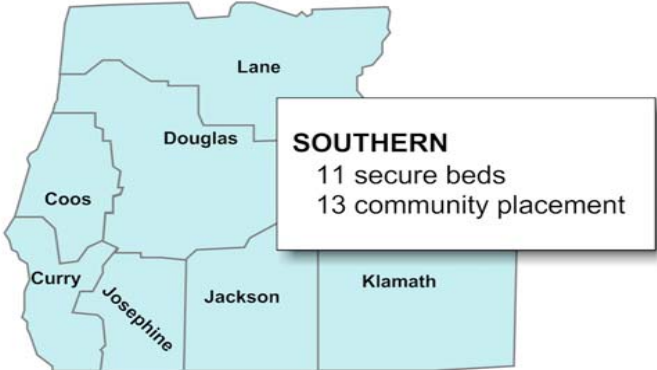 Lane
Douglas
SOUTHERN
11 secure beds
13 community placement
Coos
Curry
Josephine
Jackson
Klamath